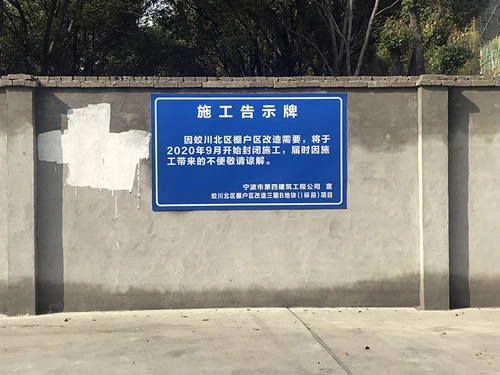 施工告示牌
因蛟川北区棚户区改造需要，将于
2020年9月开始封闭施工，届时因施
工带来的不便敬请谅解。
宁波市第四建筑工程公司 宣
蛟川北区棚户区改造三期B地块(Ⅰ标段)项目